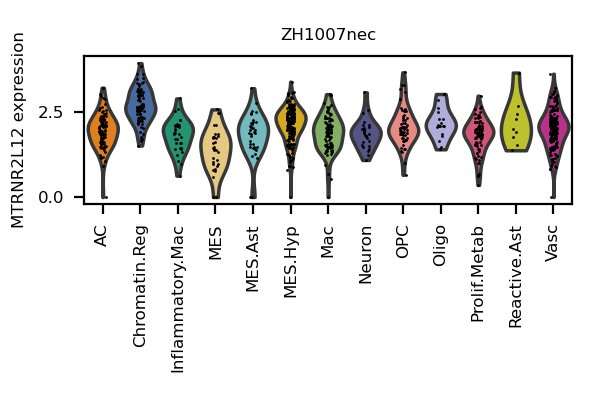 ZH1007nec
MTRNR2L12 expression
2.5
0.0
AC
Chromatin.Reg
Inflammatory.Mac
MES
MES.Ast
MES.Hyp
Mac
Neuron
OPC
Oligo
Prolif.Metab
Reactive.Ast
Vasc